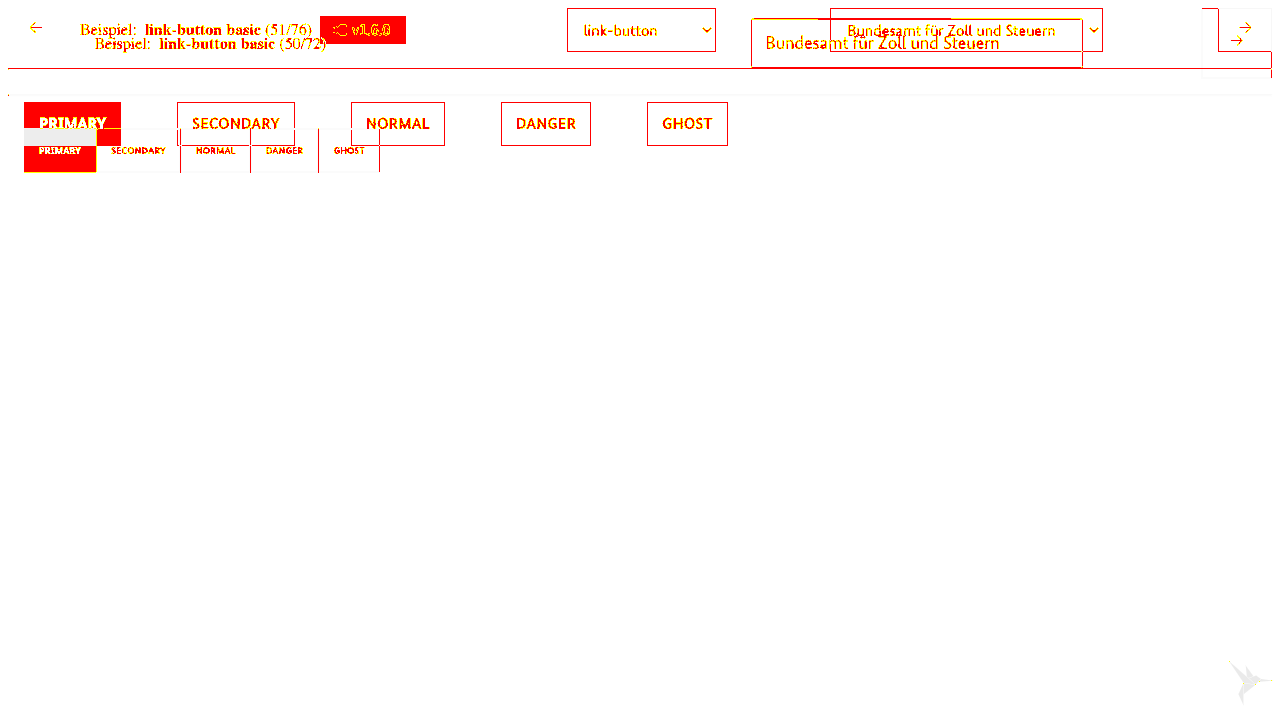 Beispiel: link-button basic (51/76) v1.6.0 link-button Bundesamt für Zoll und Steuern
Beispiel: link-button basic (50/72) Bundesamt für Zoll und Steuern
PRIMARY SECONDARY NORMAL DANGER GHOST
PRIMARY SECONDARY NORMAL DANGER GHOST